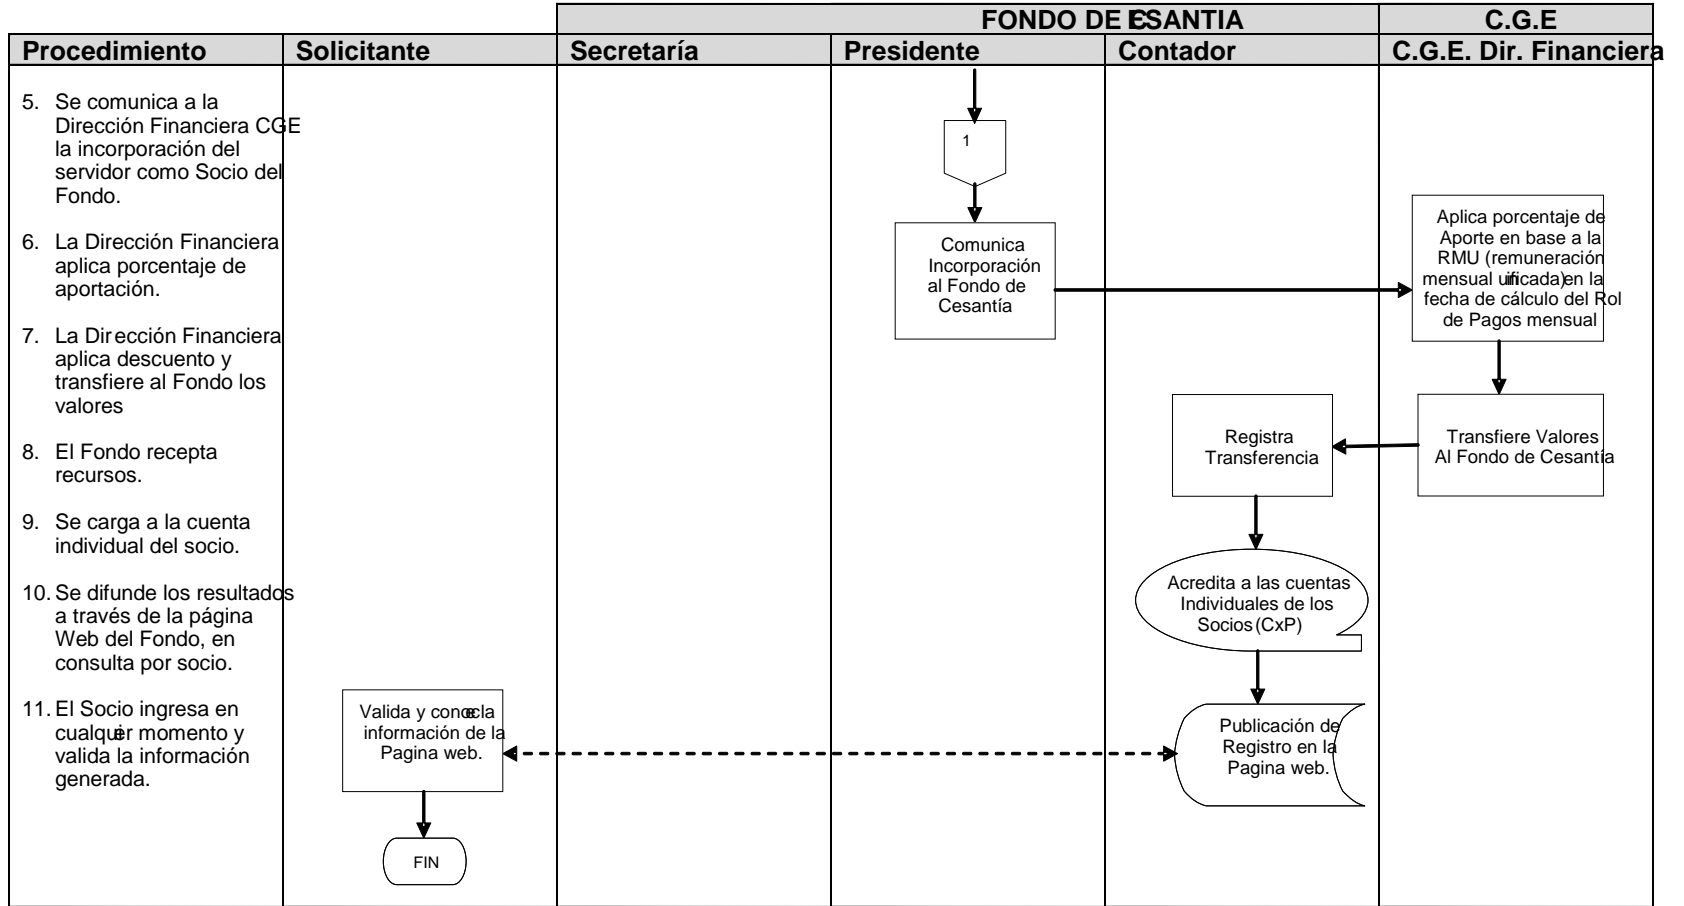 FONDO DE CESANTIA
C.G.E
Procedimiento
Solicitante
Secretaría
Presidente
Contador
C.G.E. Dir. Financiera
5. Se comunica a la
Dirección Financiera CGE
la incorporación del
servidor como Socio del
Fondo.
6. La Dirección Financiera
aplica porcentaje de
aportación.
7. La Dirección Financiera
aplica descuento y
transfiere al Fondo los
valores
8. El Fondo recepta
recursos.
9. Se carga a la cuenta
individual del socio.
10. Se difunde los resultados
a través de la página
Web del Fondo, en
consulta por socio.
11. El Socio ingresa en
cualquier momento y
valida la información
generada.
1
Comunica
Incorporación
al Fondo de
Cesantía
Aplica porcentaje de
Aporte en base a la
RMU (remuneración
mensual unificada) en la
fecha de cálculo del Rol
de Pagos mensual
Transfiere Valores
Al Fondo de Cesantía
Registra
Transferencia
Acredita a las cuentas
Individuales de los
Socios (CxP)
Publicación de
Registro en la
Pagina web.
Valida y conoce la
información de la
Pagina web.
FIN